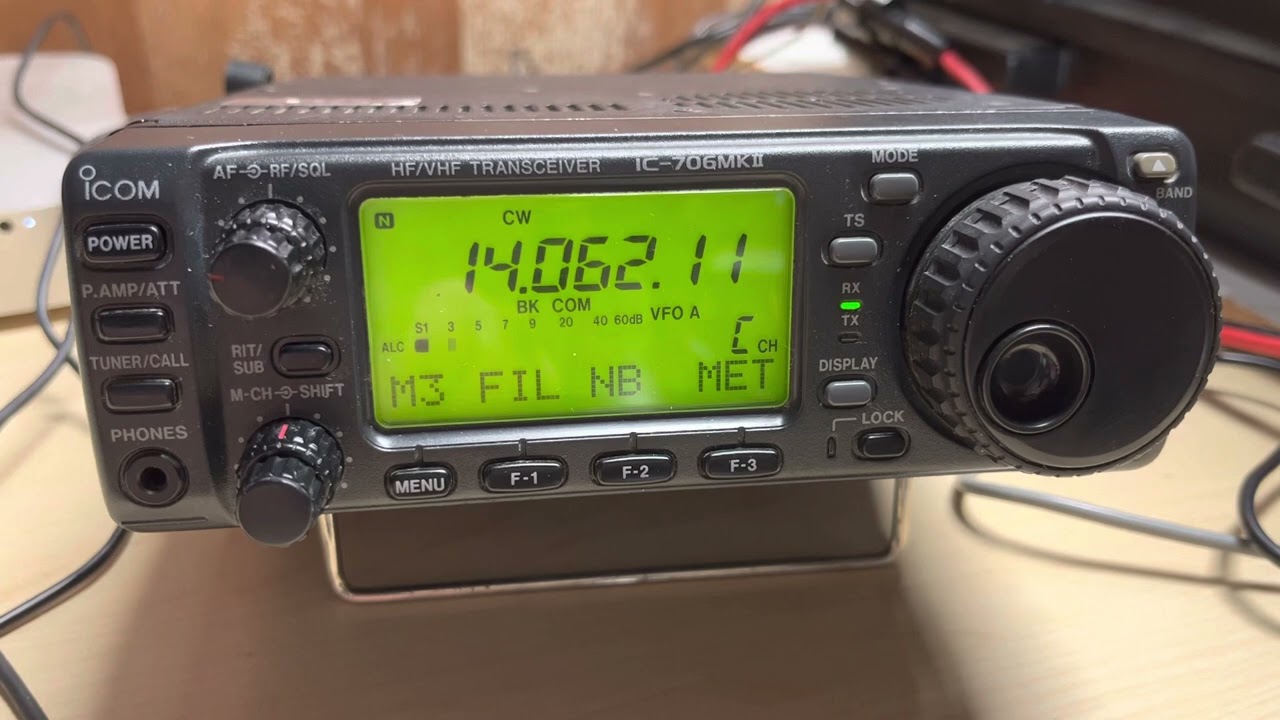 ICOM
AF RF/SQL
HF/VHF TRANSCEIVER
IC-706MKII
MODE
BAND
POWER
N
CW
TS
14.062.11
P.AMP/ATT
RX
BK COM
VFO A
TX
S1 3 5 7 9 20 40 60dB
ALC
C CH
TUNER/CALL
RIT/
SUB
DISPLAY
M3 FIL NB MET
M-CH SHIFT
LOCK
PHONES
MENU
F-1
F-2
F-3